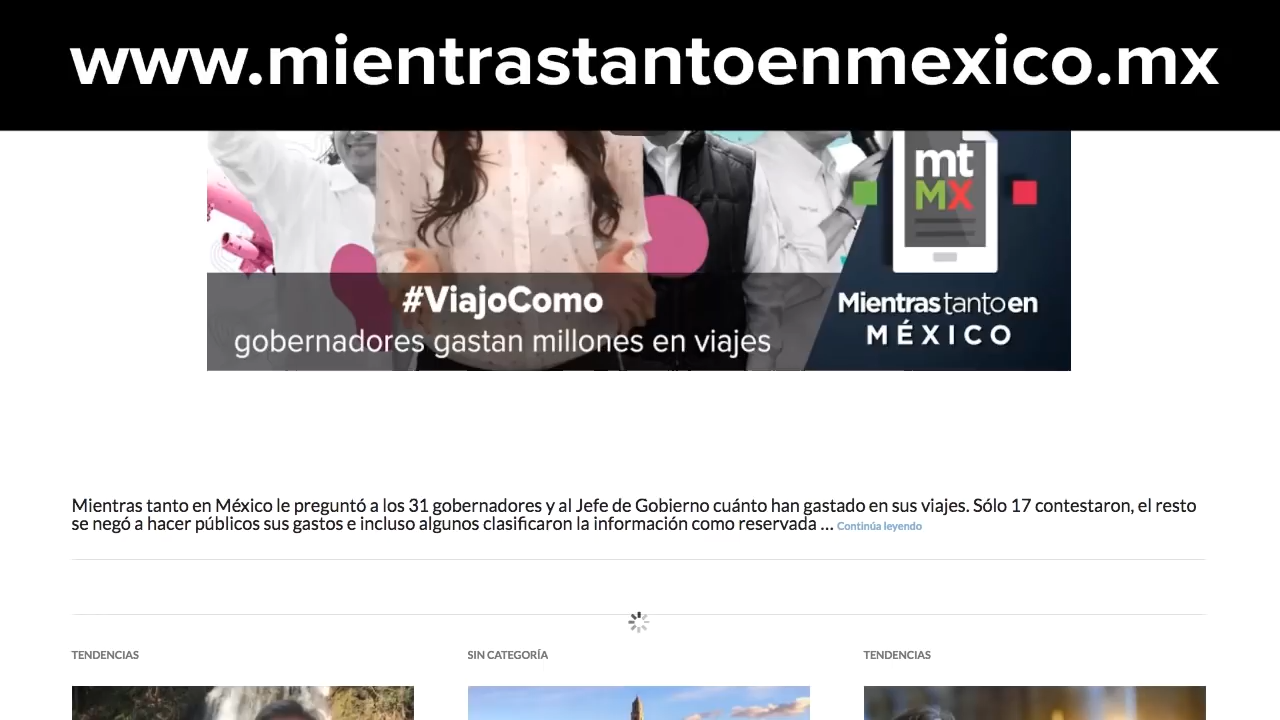 www.mientrastantoenmexico.mx
mt
MX
#ViajoComo
gobernadores gastan millones en viajes
Mientras tanto en
MÉXICO
Mientras tanto en México le preguntó a los 31 gobernadores y al Jefe de Gobierno cuánto han gastado en sus viajes. Sólo 17 contestaron, el resto
se negó a hacer públicos sus gastos e incluso algunos clasificaron la información como reservada ... Continúa leyendo
TENDENCIAS
SIN CATEGORÍA
TENDENCIAS